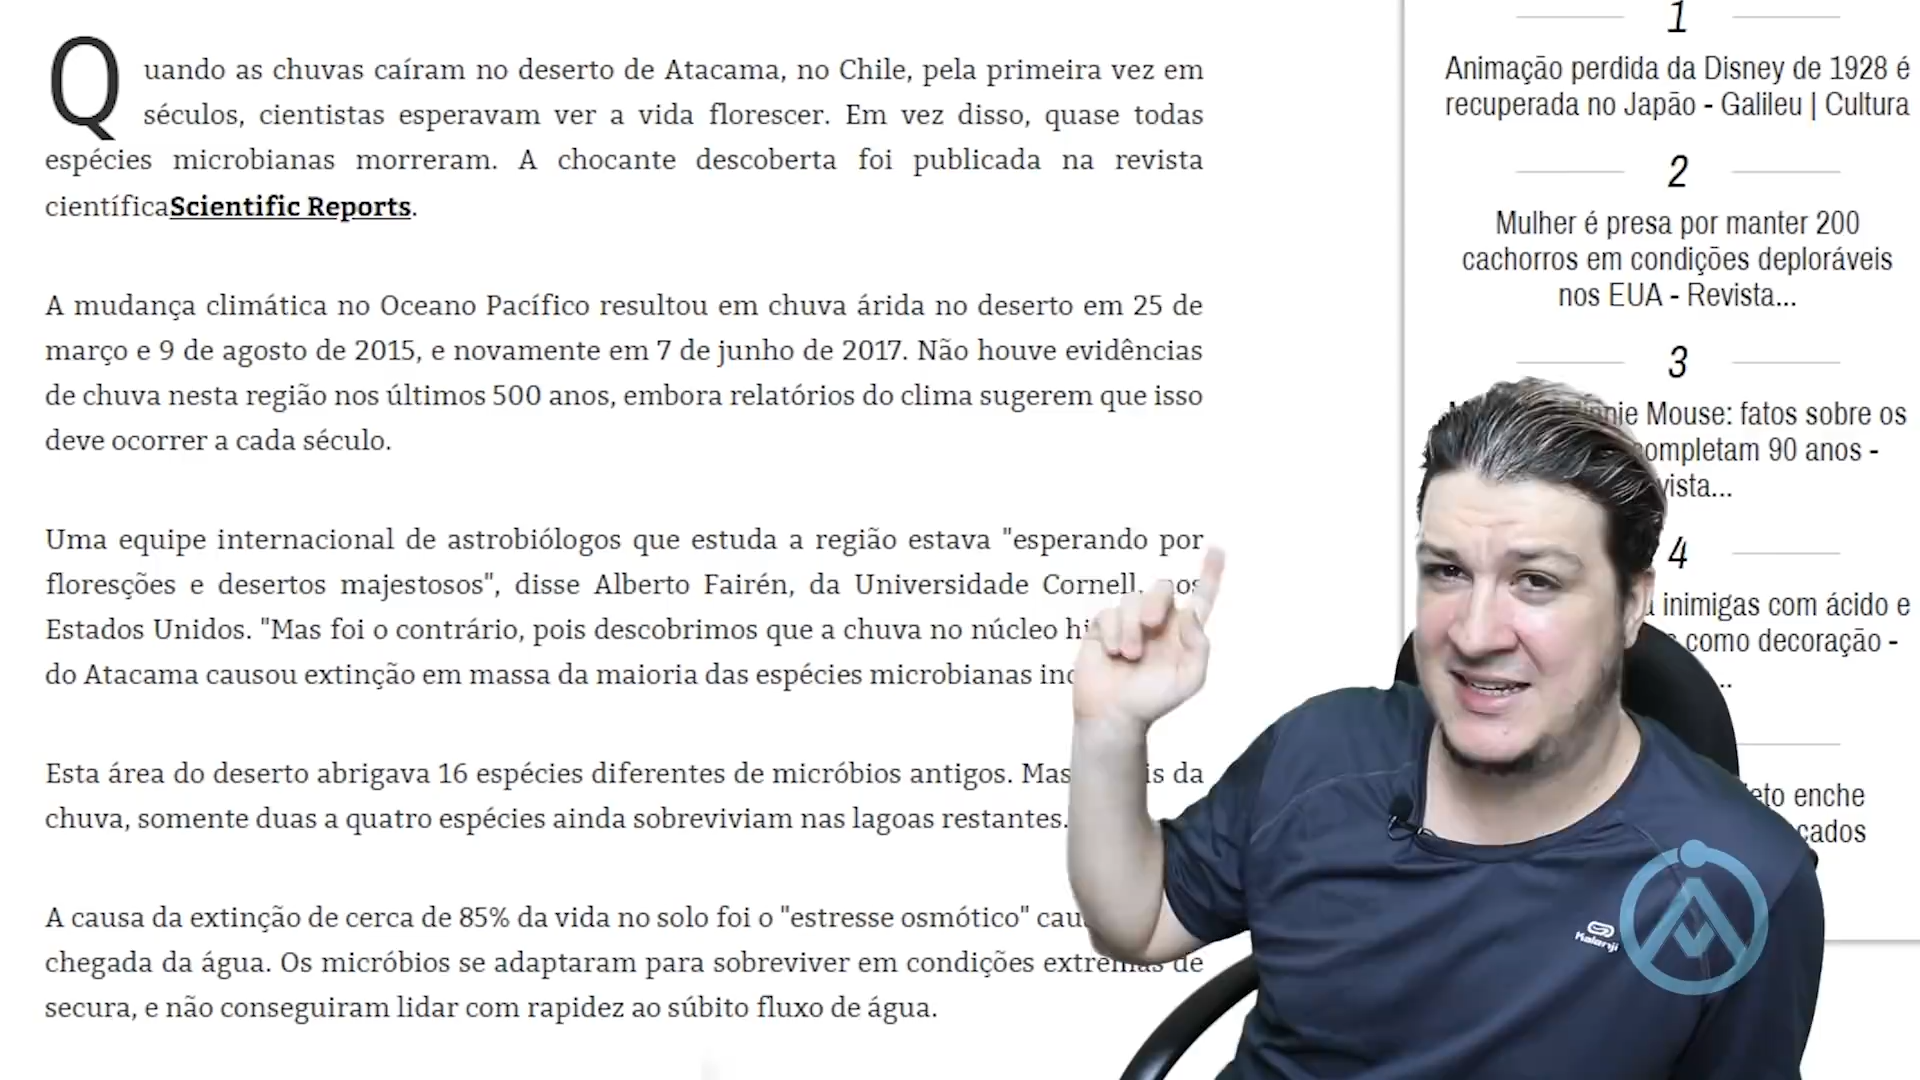 Quando as chuvas caíram no deserto de Atacama, no Chile, pela primeira vez em
séculos, cientistas esperavam ver a vida florescer. Em vez disso, quase todas
espécies microbianas morreram. A chocante descoberta foi publicada na revista
científicaScientific Reports.
A mudança climática no Oceano Pacífico resultou em chuva árida no deserto em 25 de
março e 9 de agosto de 2015, e novamente em 7 de junho de 2017. Não houve evidências
de chuva nesta região nos últimos 500 anos, embora relatórios do clima sugerem que isso
deve ocorrer a cada século.
Uma equipe internacional de astrobiólogos que estuda a região estava "esperando por
floresções e desertos majestosos", disse Alberto Fairén, da Universidade Cornell, nos
Estados Unidos. "Mas foi o contrário, pois descobrimos que a chuva no núcleo
do Atacama causou extinção em massa da maioria das espécies microbianas
Esta área do deserto abrigava 16 espécies diferentes de micróbios antigos. Mas da
chuva, somente duas a quatro espécies ainda sobreviviam nas lagoas restantes.
A causa da extinção de cerca de 85% da vida no solo foi o "estresse osmótico"
chegada da água. Os micróbios se adaptaram para sobreviver em condições extremas de
secura, e não conseguiram lidar com rapidez ao súbito fluxo de água.
1
Animação perdida da Disney de 1928 é
recuperada no Japão - Galileu | Cultura
2
Mulher é presa por manter 200
cachorros em condições deploráveis
nos EUA - Revista...
3
Mouse: fatos sobre os
completam 90 anos -
4
inimigas com ácido e
como decoração -
enche
Kalenji